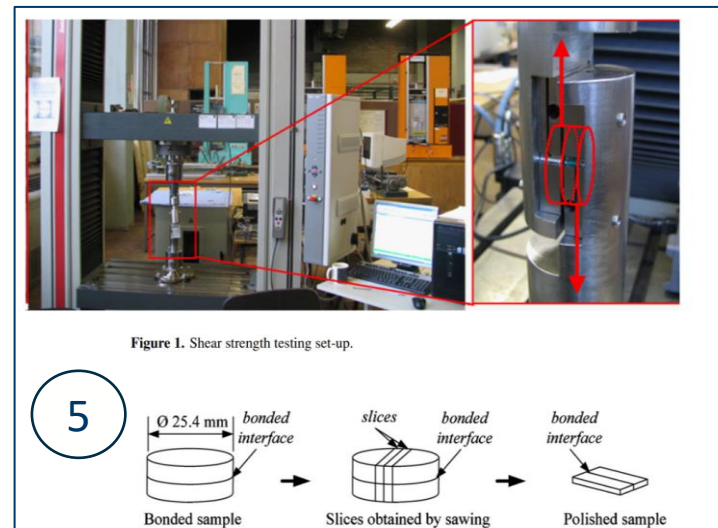 Figure 1. Shear strength testing set-up.
5
Ø 25.4 mm
bonded
interface
Bonded sample
slices
bonded
interface
Slices obtained by sawing
bonded
interface
Polished sample